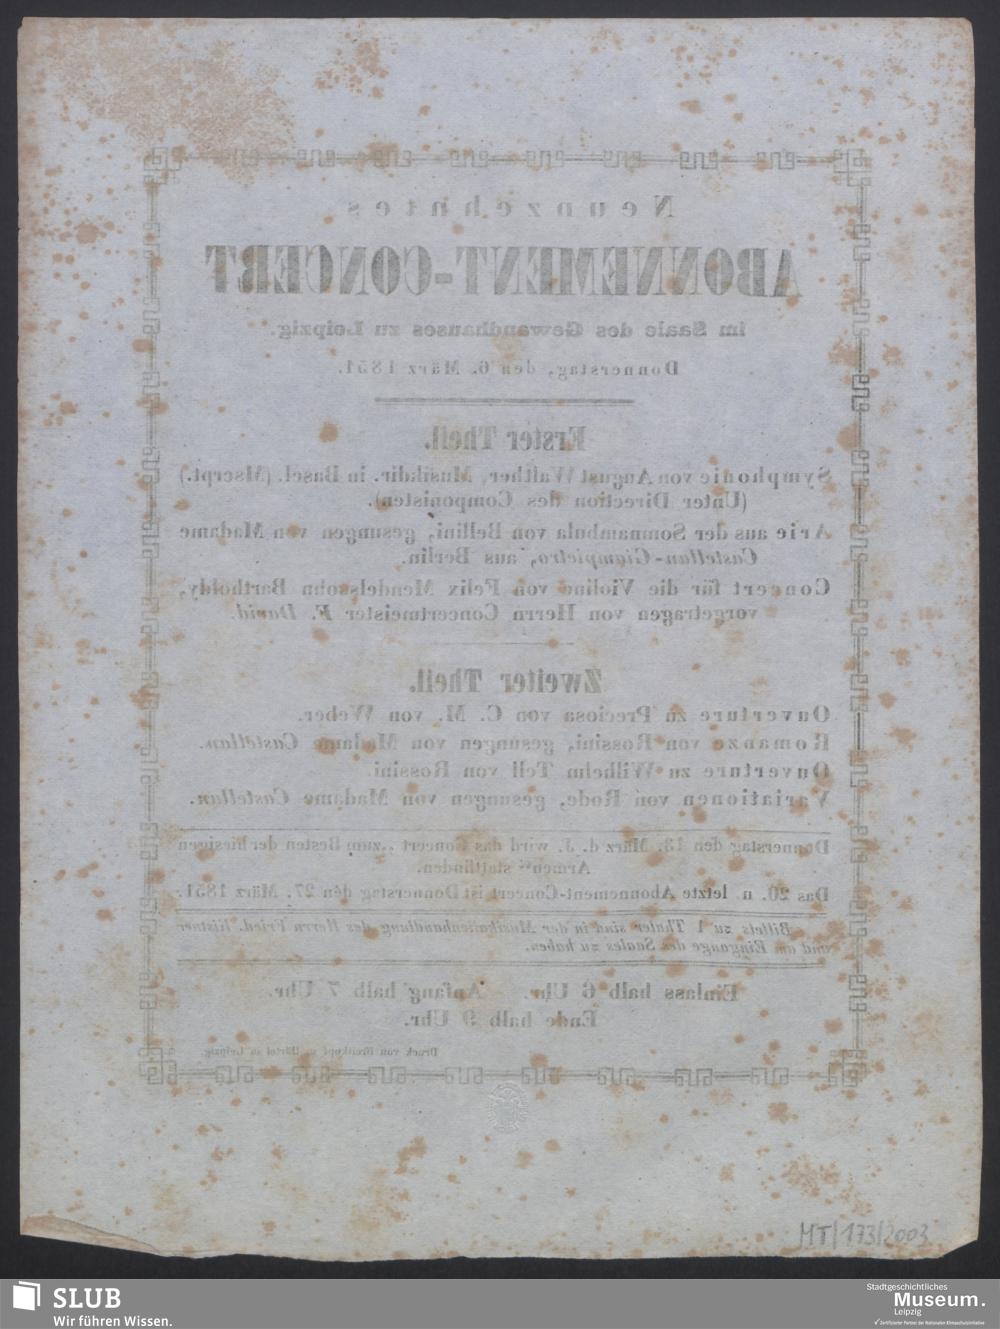 Neunzehntes
ABONNEMENT-CONCERT
im Saale des Gewandhauses zu Leipzig.
Donnerstag, den 6. März 1851.
Erster Theil.
Symphonie von August Walther, Musikdir. in Basel. (Mscrpt.)
(Unter Direction des Componisten).
Arie aus der Somnambula von Bellini, gesungen von Madame
Castellan-Giampietro, aus Berlin.
Concert für die Violine von Felix Mendelssohn Bartholdy,
vorgetragen von Herrn Concertmeister F. David.
Zweiter Theil.
Ouverture zu Preciosa von C. M. von Weber.
Romanze von Rossini, gesungen von Madame Castellan.
Ouverture zu Wilhelm Tell von Rossini.
Variationen von Rode, gesungen von Madame Castellan.
Donnerstag den 13. März d. J. wird das Concert „zum Besten der hiesigen
Armen“ stattfinden.
Das 20. u. letzte Abonnement-Concert ist Donnerstag den 27. März 1851.
Billets zu 1 Thaler sind in der Musikalienhandlung des Herrn Fried. Kistner
und am Eingange des Saales zu haben.
Einlass halb 6 Uhr. Anfang halb 7 Uhr.
Ende halb 9 Uhr.
Druck von Breitkopf u. Härtel in Leipzig.
MT/173/2003
SLUB
Wir führen Wissen.
Stadtgeschichtliches
Museum.
Leipzig
Zertifizierter Partner der Nationalen Klimaschutzinitiative